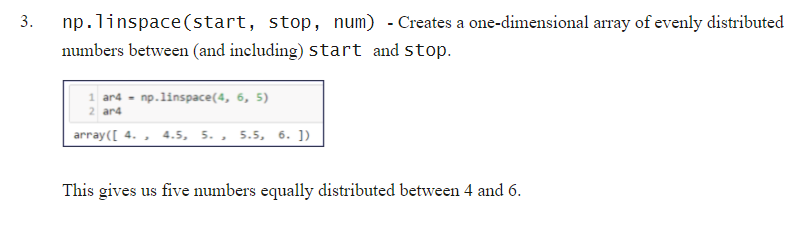 3. np.linspace(start, stop, num) - Creates a one-dimensional array of evenly distributed
numbers between (and including) start and stop.
1 ar4 = np.linspace(4, 6, 5)
2 ar4
array([ 4. , 4.5, 5. , 5.5, 6. ])
This gives us five numbers equally distributed between 4 and 6.